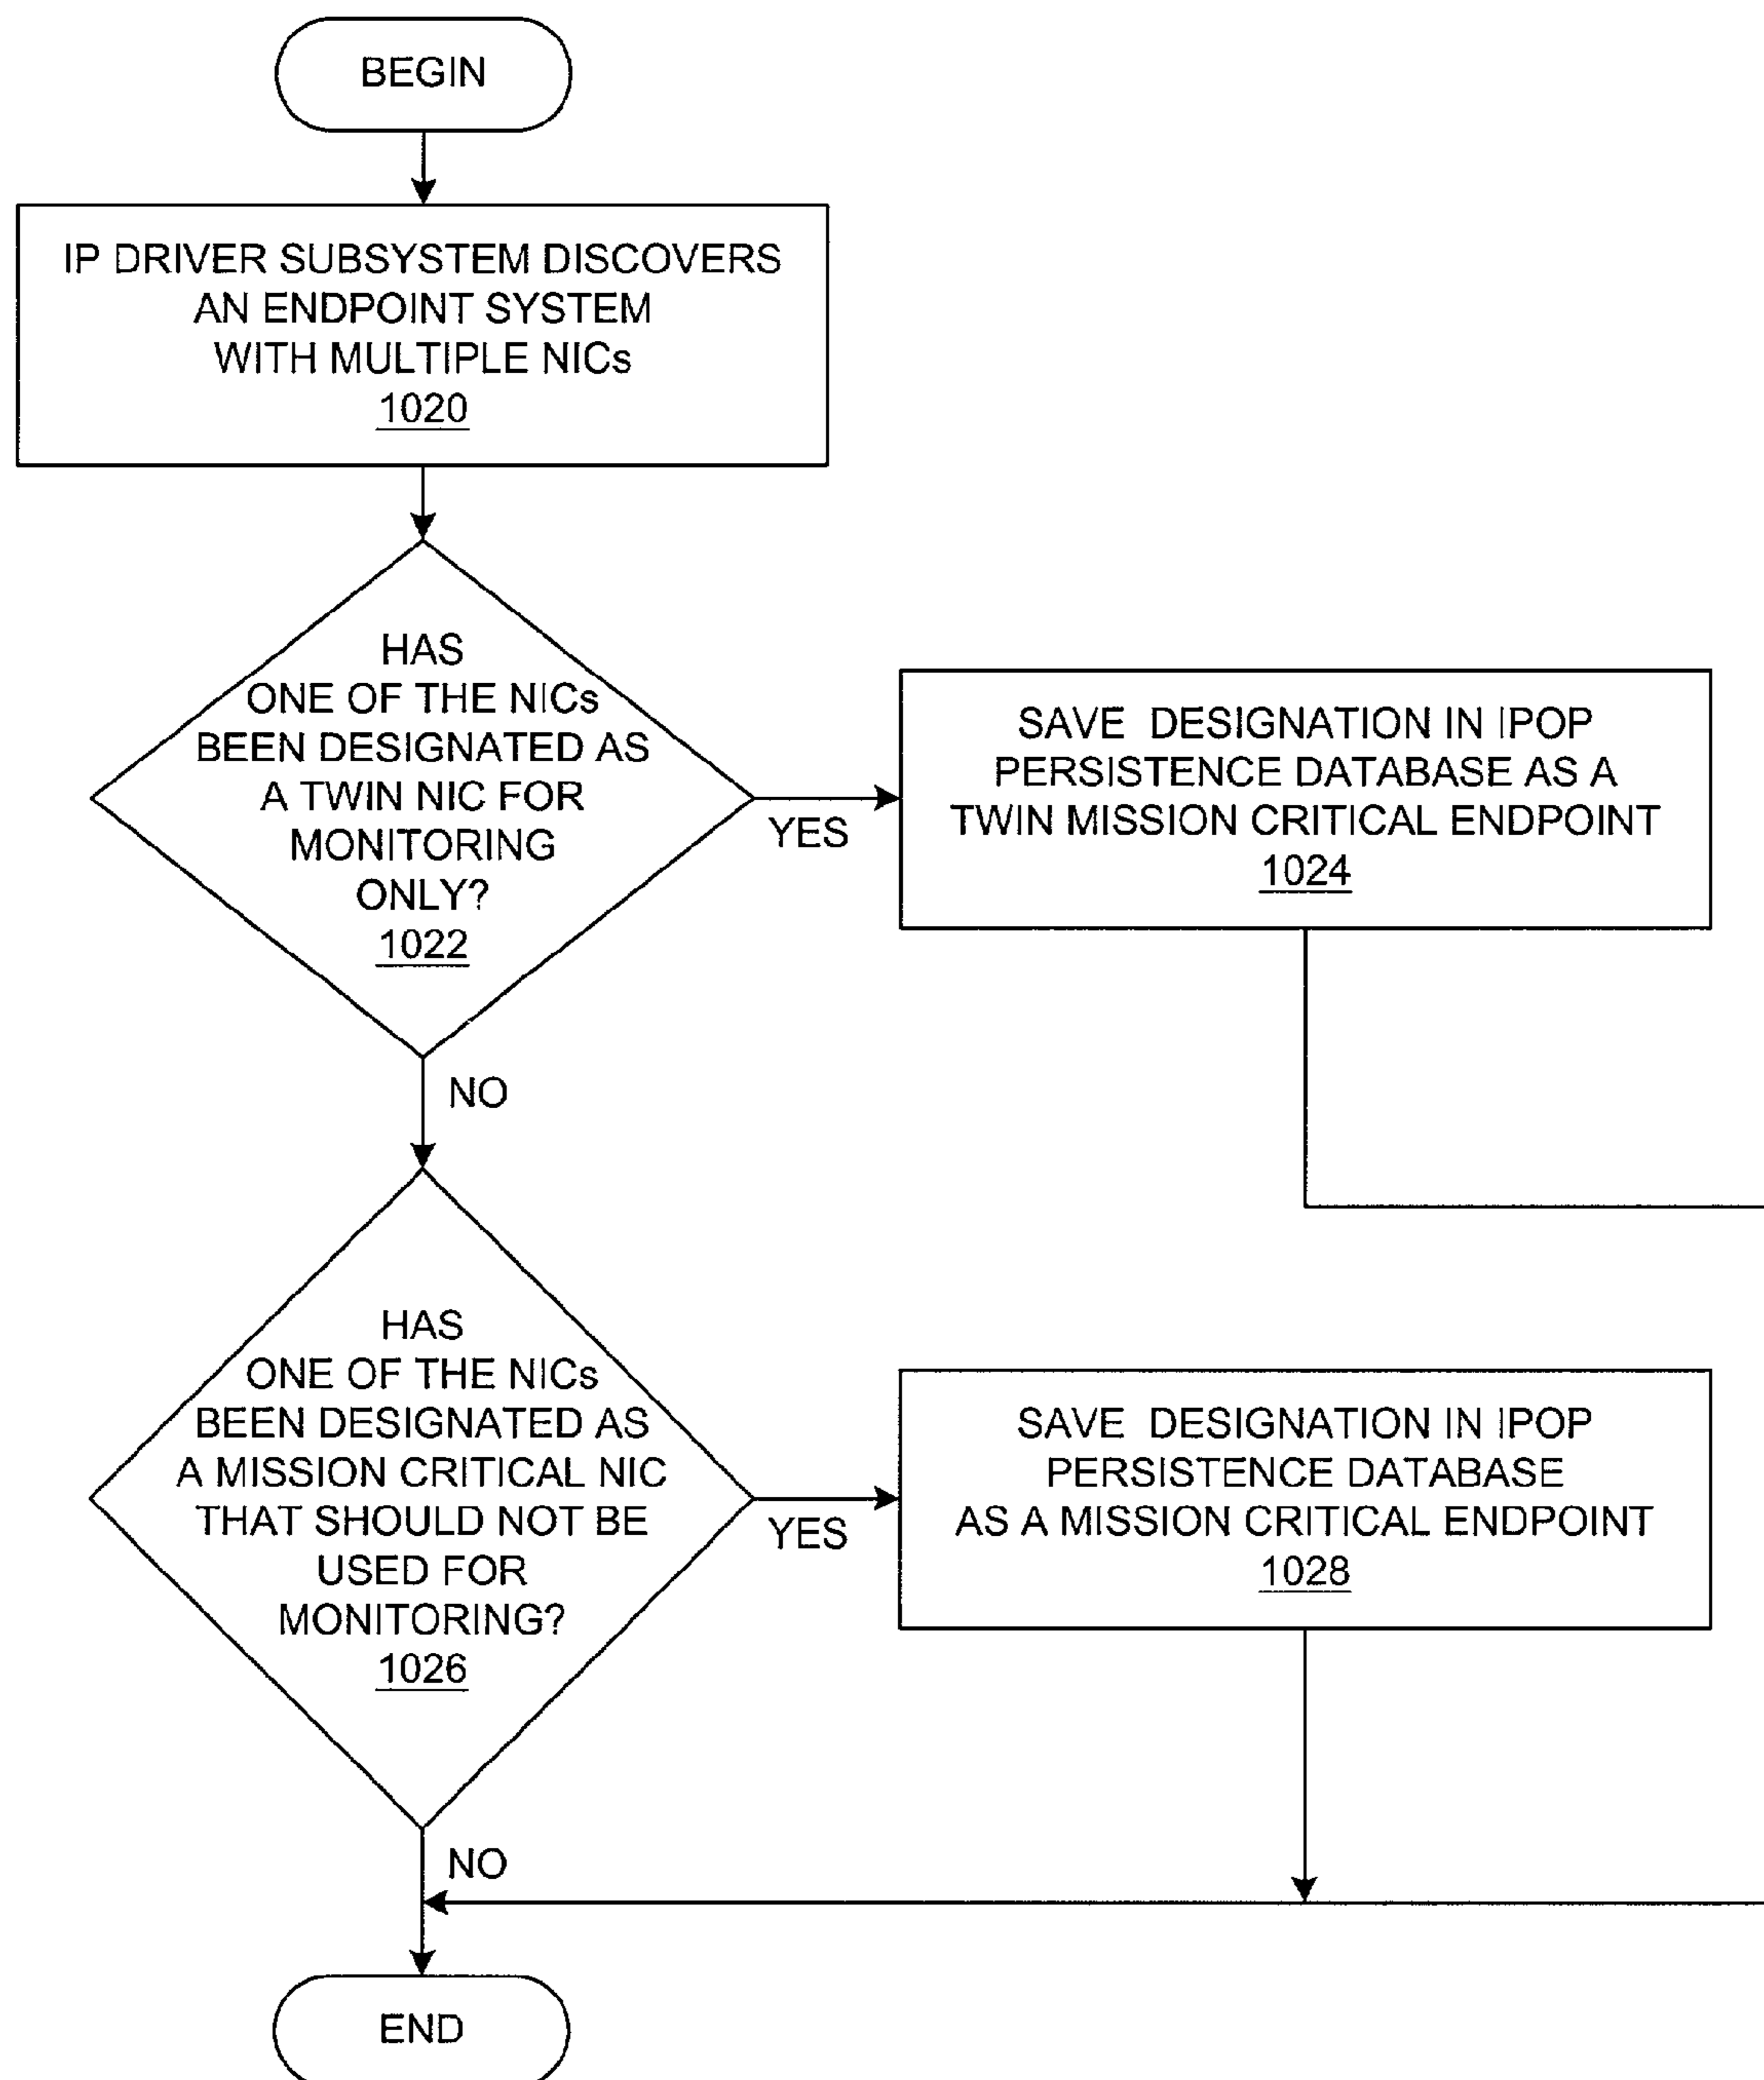 BEGIN
IP DRIVER SUBSYSTEM DISCOVERS
AN ENDPOINT SYSTEM
WITH MULTIPLE NICs
1020
HAS
ONE OF THE NICs
BEEN DESIGNATED AS
A TWIN NIC FOR
MONITORING
ONLY?
1022
YES
SAVE DESIGNATION IN IPOP
PERSISTENCE DATABASE AS A
TWIN MISSION CRITICAL ENDPOINT
1024
NO
HAS
ONE OF THE NICs
BEEN DESIGNATED AS
A MISSION CRITICAL NIC
THAT SHOULD NOT BE
USED FOR
MONITORING?
1026
YES
SAVE DESIGNATION IN IPOP
PERSISTENCE DATABASE
AS A MISSION CRITICAL ENDPOINT
1028
NO
END